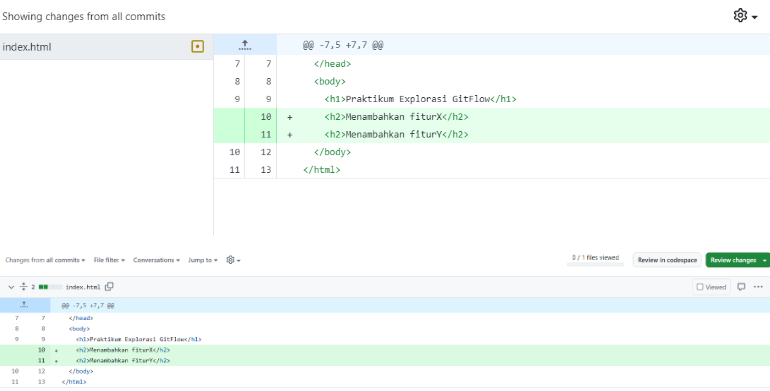 Showing changes from all commits
index.html
@@ -7,5 +7,7 @@
7 7 </head>
8 8 <body>
9 9 <h1>Praktikum Explorasi GitFlow</h1>
10 + <h2>Menambahkan fiturX</h2>
11 + <h2>Menambahkan fiturY</h2>
10 12 </body>
11 13 </html>
Changes from all commits File filter Conversations Jump to 0 / 1 files viewed Review in codespace Review changes
2 index.html Viewed
@@ -7,5 +7,7 @@
7 7 </head>
8 8 <body>
9 9 <h1>Praktikum Explorasi GitFlow</h1>
10 + <h2>Menambahkan fiturX</h2>
11 + <h2>Menambahkan fiturY</h2>
10 12 </body>
11 13 </html>